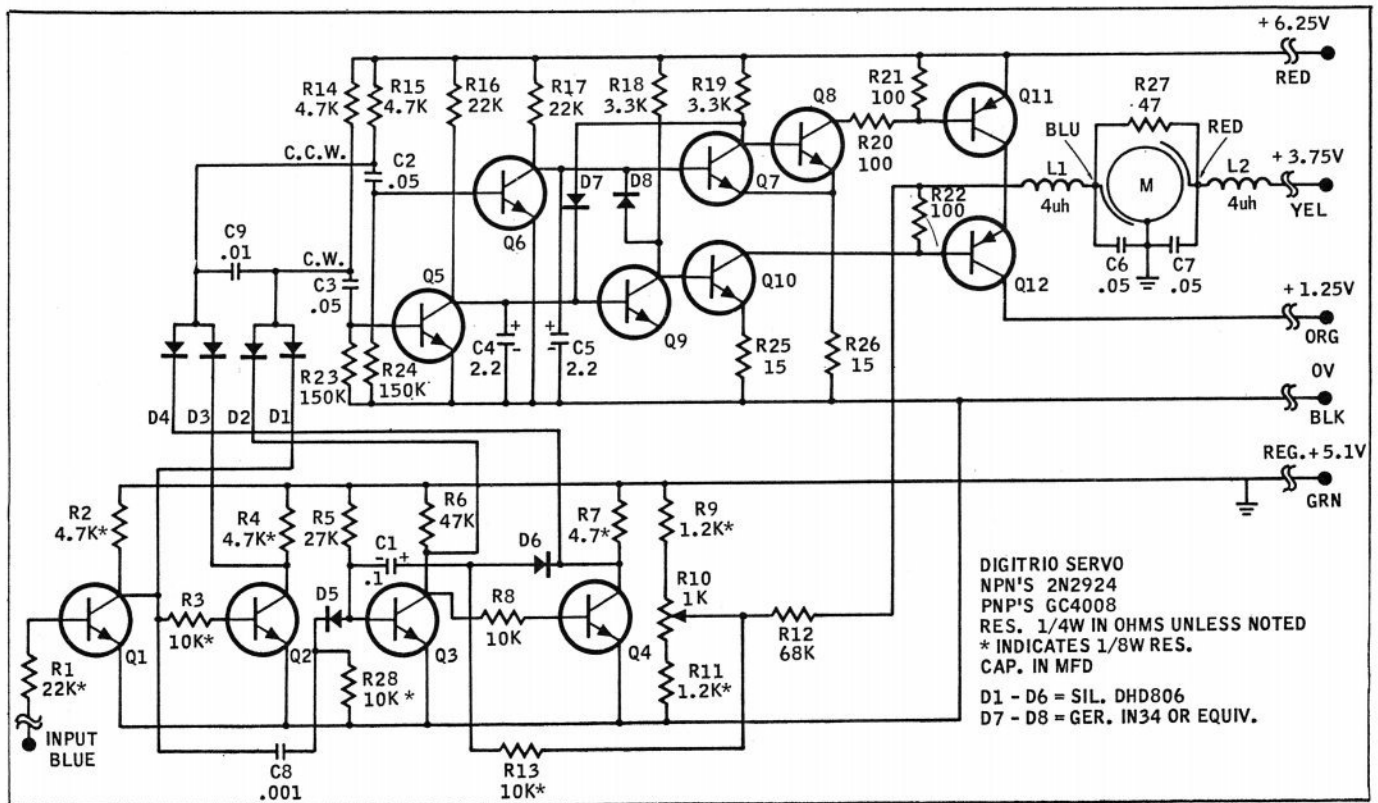 + 6.25V
RED
R14
4.7K
R15
4.7K
R16
22K
R17
22K
R18
3.3K
R19
3.3K
Q8
R21
100
R20
100
Q11
R27
47
BLU
RED
L1
4uh
M
L2
4uh
+ 3.75V
YEL
C.C.W.
C2
.05
D7
D8
Q7
Q6
R22
100
C9
.01
C.W.
C3
.05
Q5
Q10
Q12
C6
.05
C7
.05
+ 1.25V
ORG
C4
2.2
+
-
C5
2.2
+
-
Q9
R25
15
R26
15
R23
150K
R24
150K
0V
BLK
D4
D3
D2
D1
REG.+5.1V
GRN
R2
4.7K*
R4
4.7K*
R5
27K
R6
47K
C1
- +
.1
D6
R7
4.7*
R9
1.2K*
R3
10K*
D5
R8
10K
R10
1K
R12
68K
Q1
Q2
Q3
Q4
R1
22K*
R28
10K *
R11
1.2K*
INPUT
BLUE
C8
.001
R13
10K*
DIGITRIO SERVO
NPN'S 2N2924
PNP'S GC4008
RES. 1/4W IN OHMS UNLESS NOTED
* INDICATES 1/8W RES.
CAP. IN MFD
D1 - D6 = SIL. DHD806
D7 - D8 = GER. IN34 OR EQUIV.